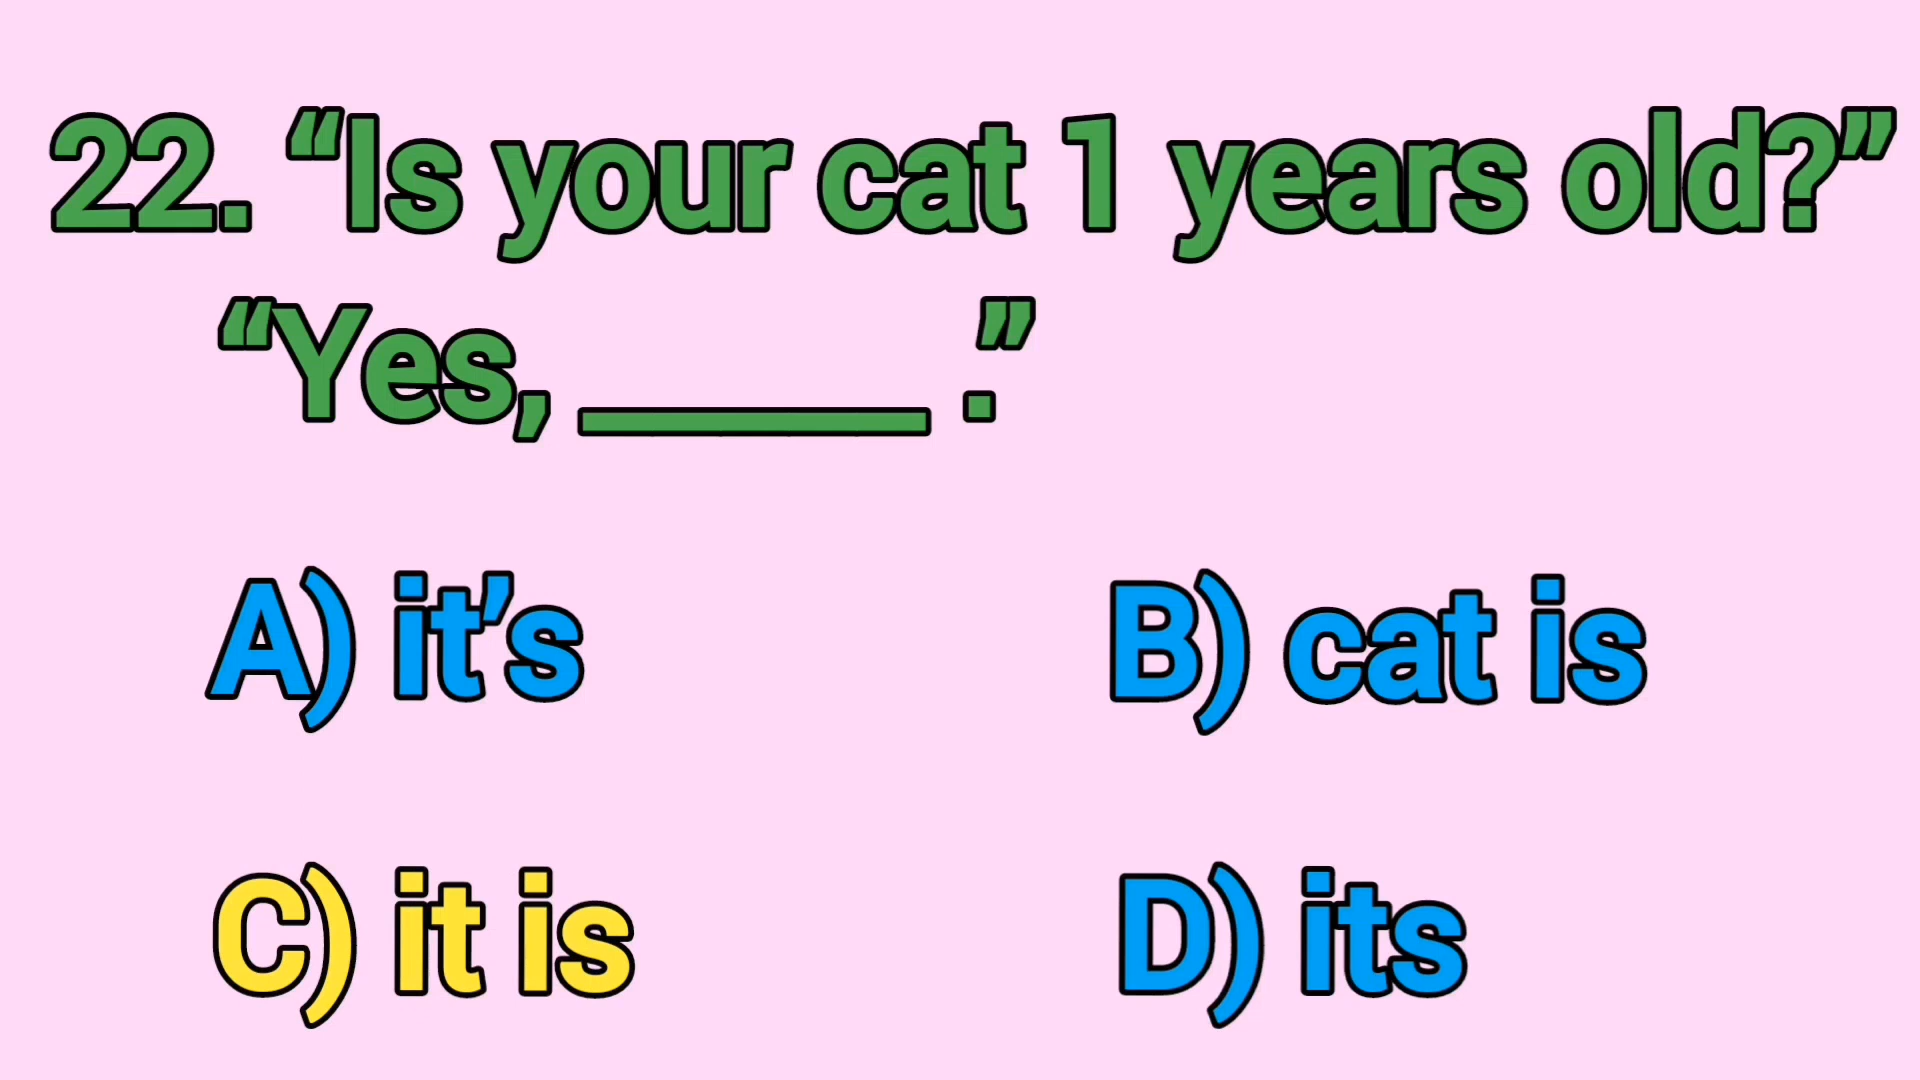 22. “Is your cat 1 years old?”
“Yes, _____ .”
A) it’s
B) cat is
C) it is
D) its